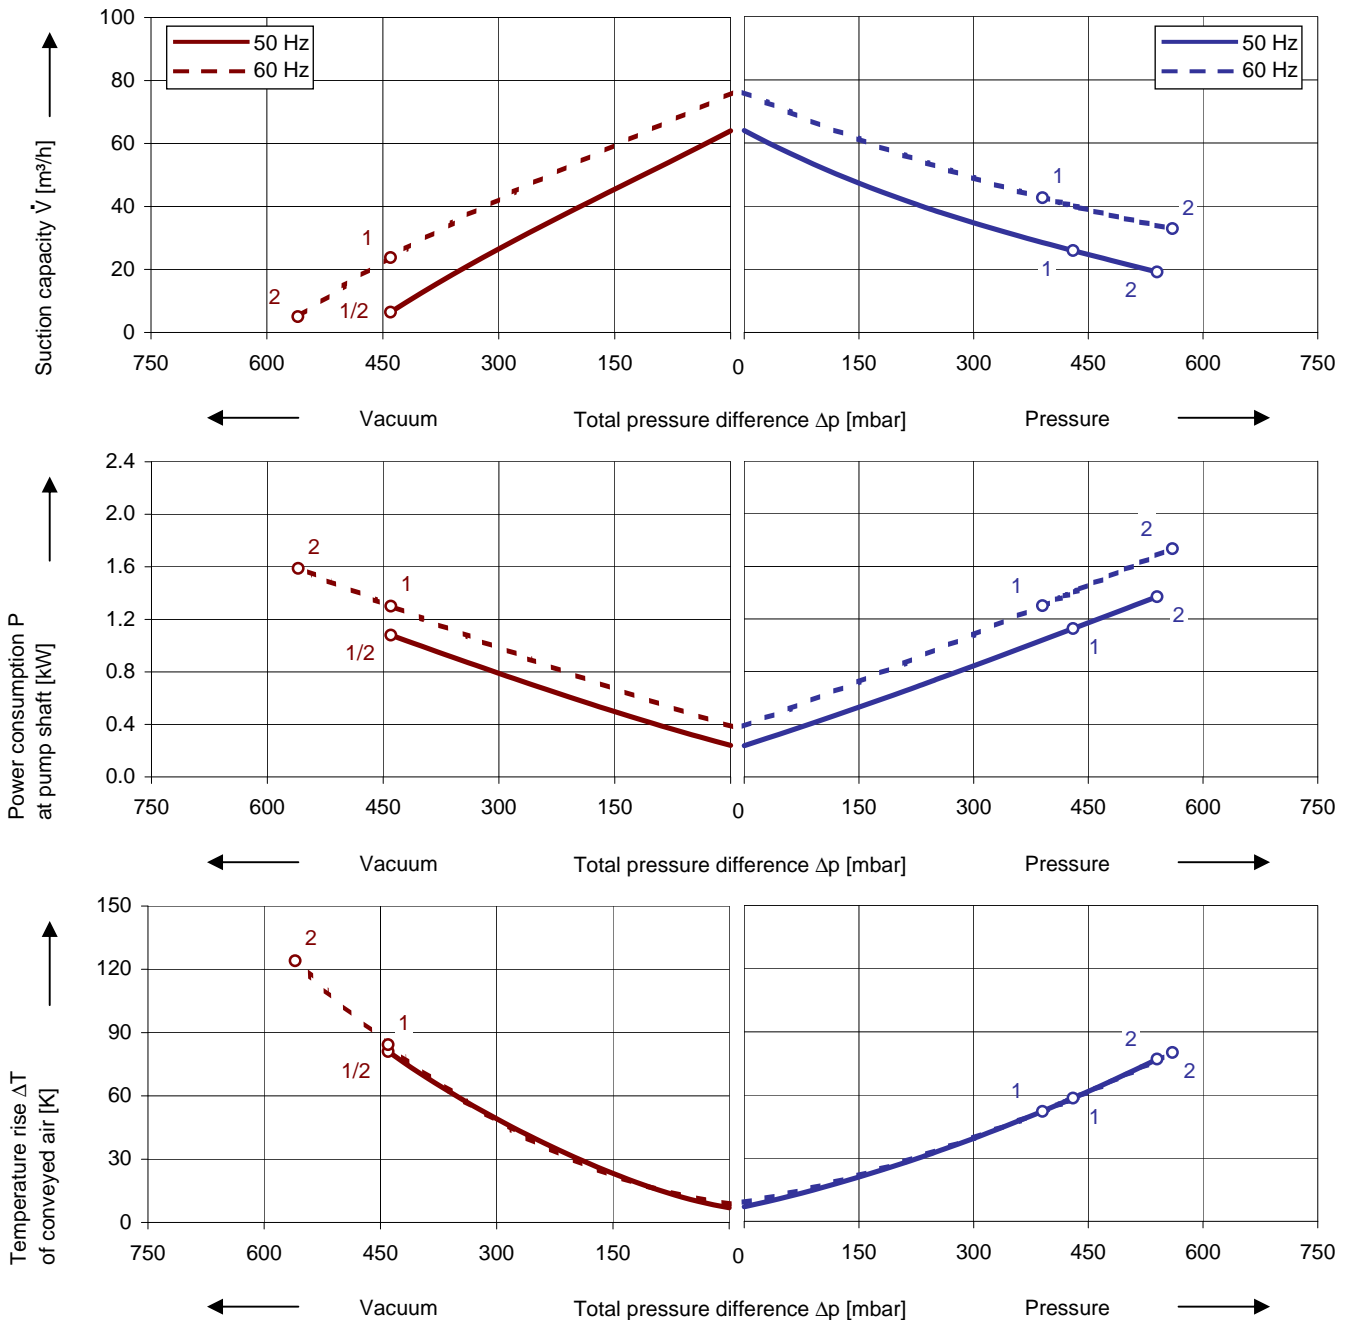 100
80
60
40
20
0
Suction capacity V̇ [m³/h]
50 Hz
60 Hz
50 Hz
60 Hz
1
2
1/2
1
2
1
2
750 600 450 300 150 0 150 300 450 600 750
Vacuum Total pressure difference Δp [mbar] Pressure
2.4
2.0
1.6
1.2
0.8
0.4
0.0
Power consumption P
at pump shaft [kW]
2
1
1/2
2
1
2
1
750 600 450 300 150 0 150 300 450 600 750
Vacuum Total pressure difference Δp [mbar] Pressure
150
120
90
60
30
0
Temperature rise ΔT
of conveyed air [K]
2
1
1/2
2
2
1
1
750 600 450 300 150 0 150 300 450 600 750
Vacuum Total pressure difference Δp [mbar] Pressure